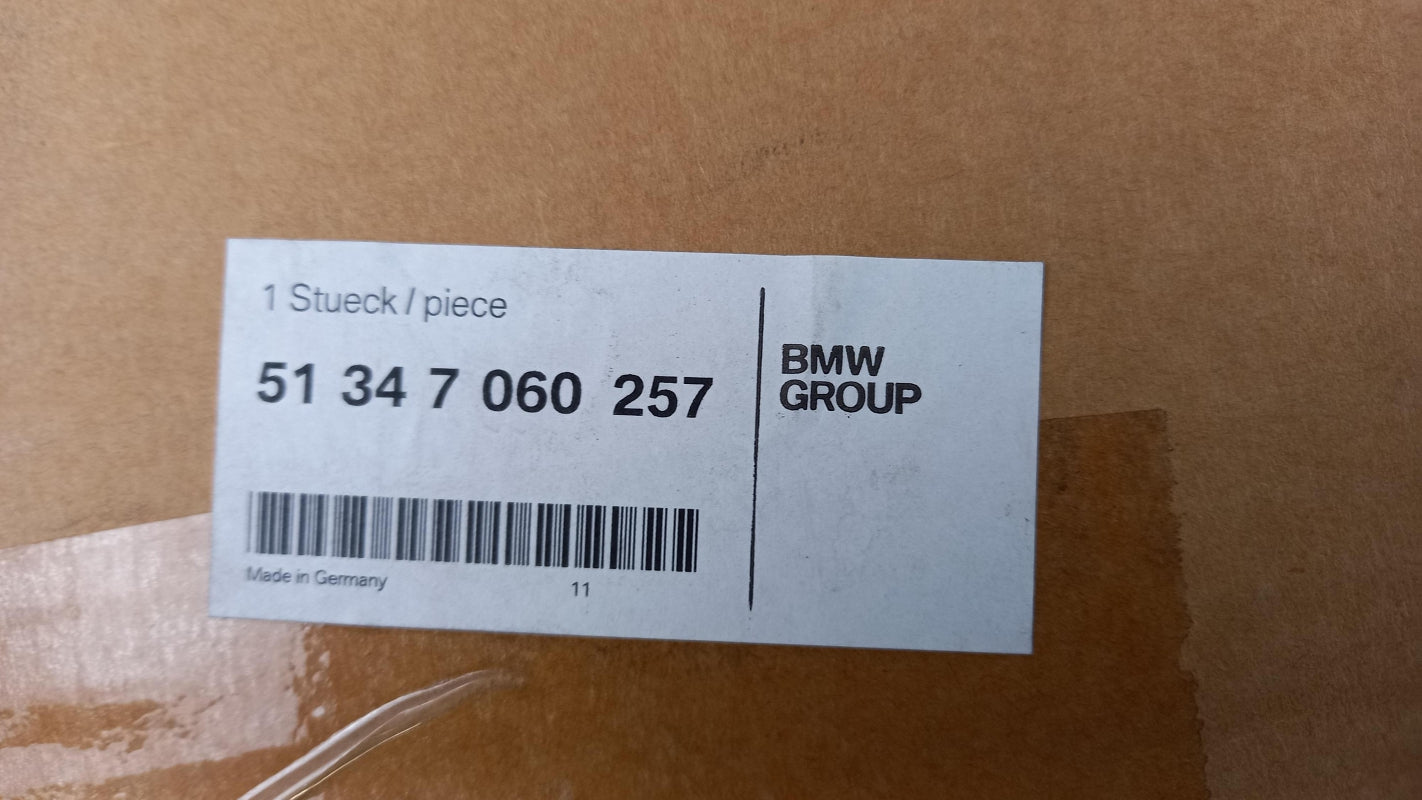 1 Stueck / piece
51 34 7 060 257
BMW
GROUP
Made in Germany
11